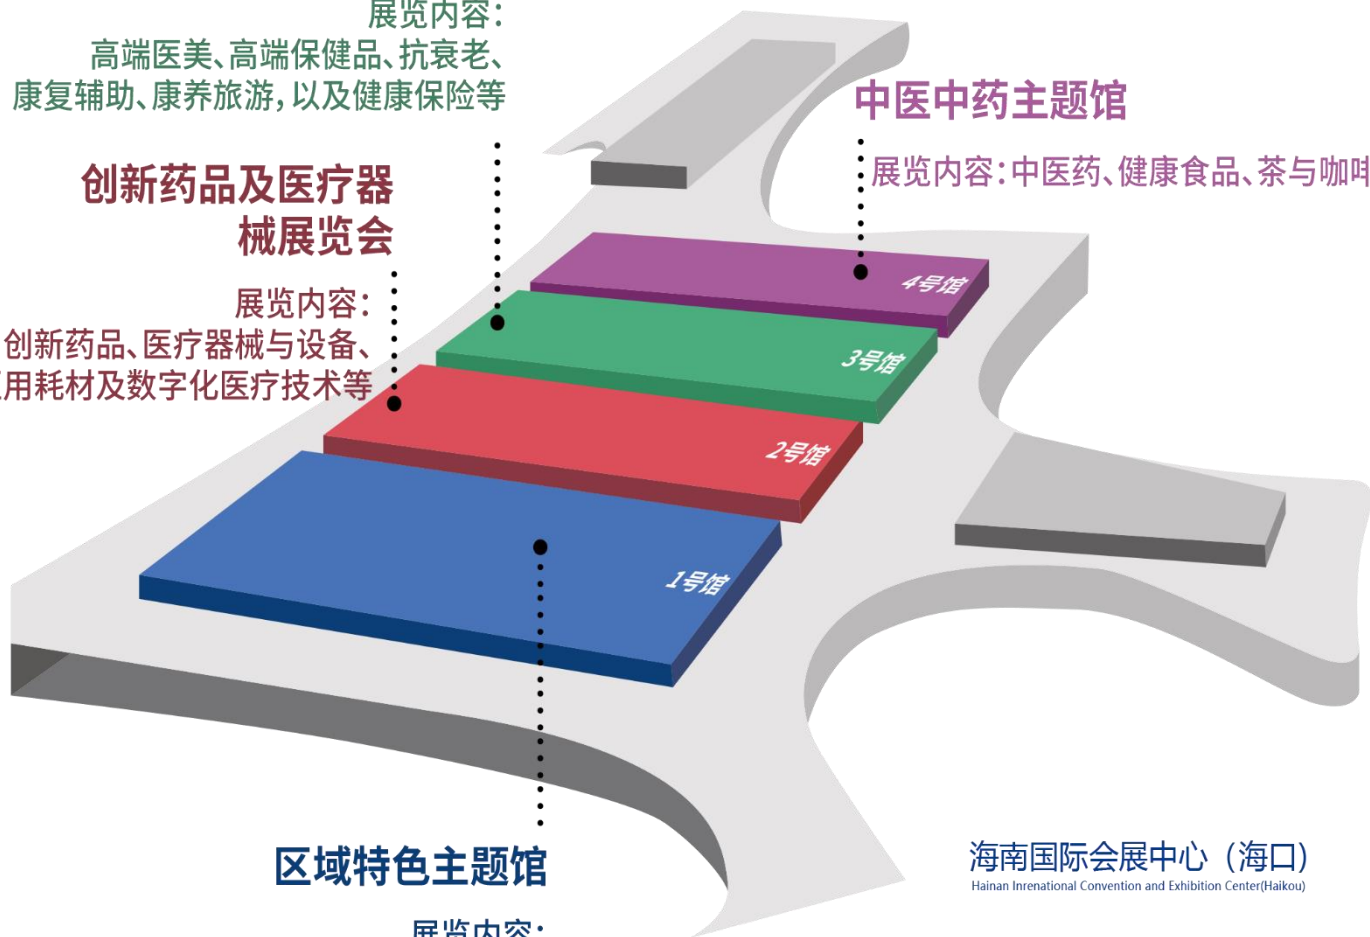 展览内容：
高端医美、高端保健品、抗衰老、
康复辅助、康养旅游，以及健康保险等
中医中药主题馆
展览内容：中医药、健康食品、茶与咖啡
创新药品及医疗器
械展览会
展览内容：
创新药品、医疗器械与设备、
用耗材及数字化医疗技术等
4号馆
3号馆
2号馆
1号馆
区域特色主题馆
展览内容：
海南国际会展中心（海口）
Hainan Inrenational Convention and Exhibition Center(Haikou)